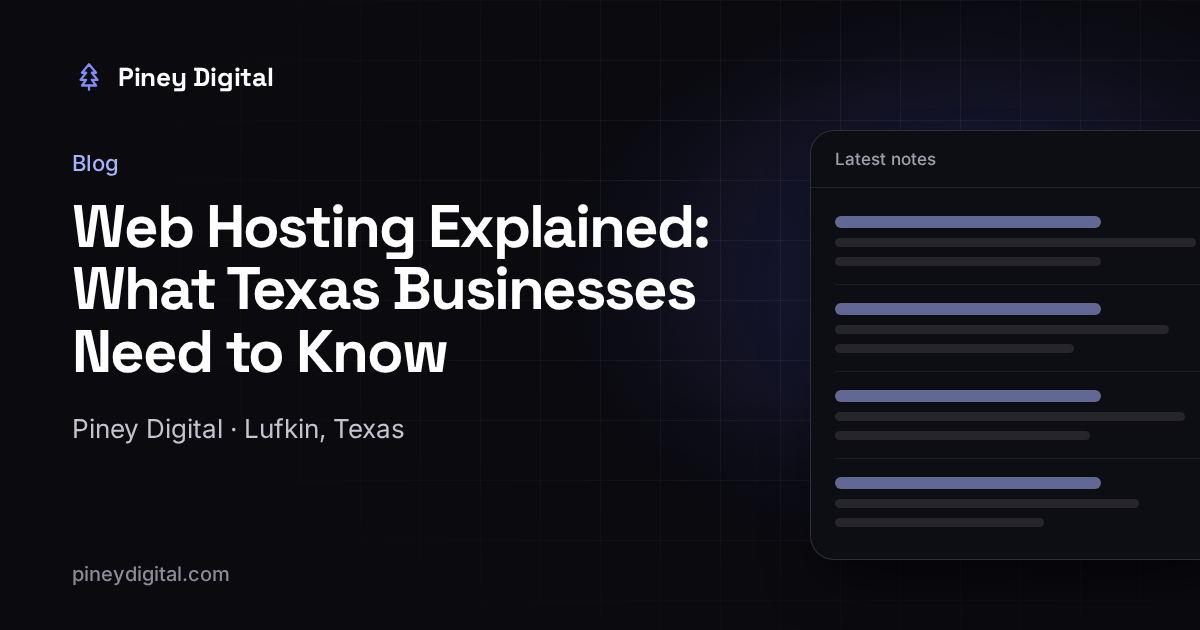 Piney Digital
Blog
Web Hosting Explained:
What Texas Businesses
Need to Know
Piney Digital · Lufkin, Texas
pineydigital.com
Latest notes